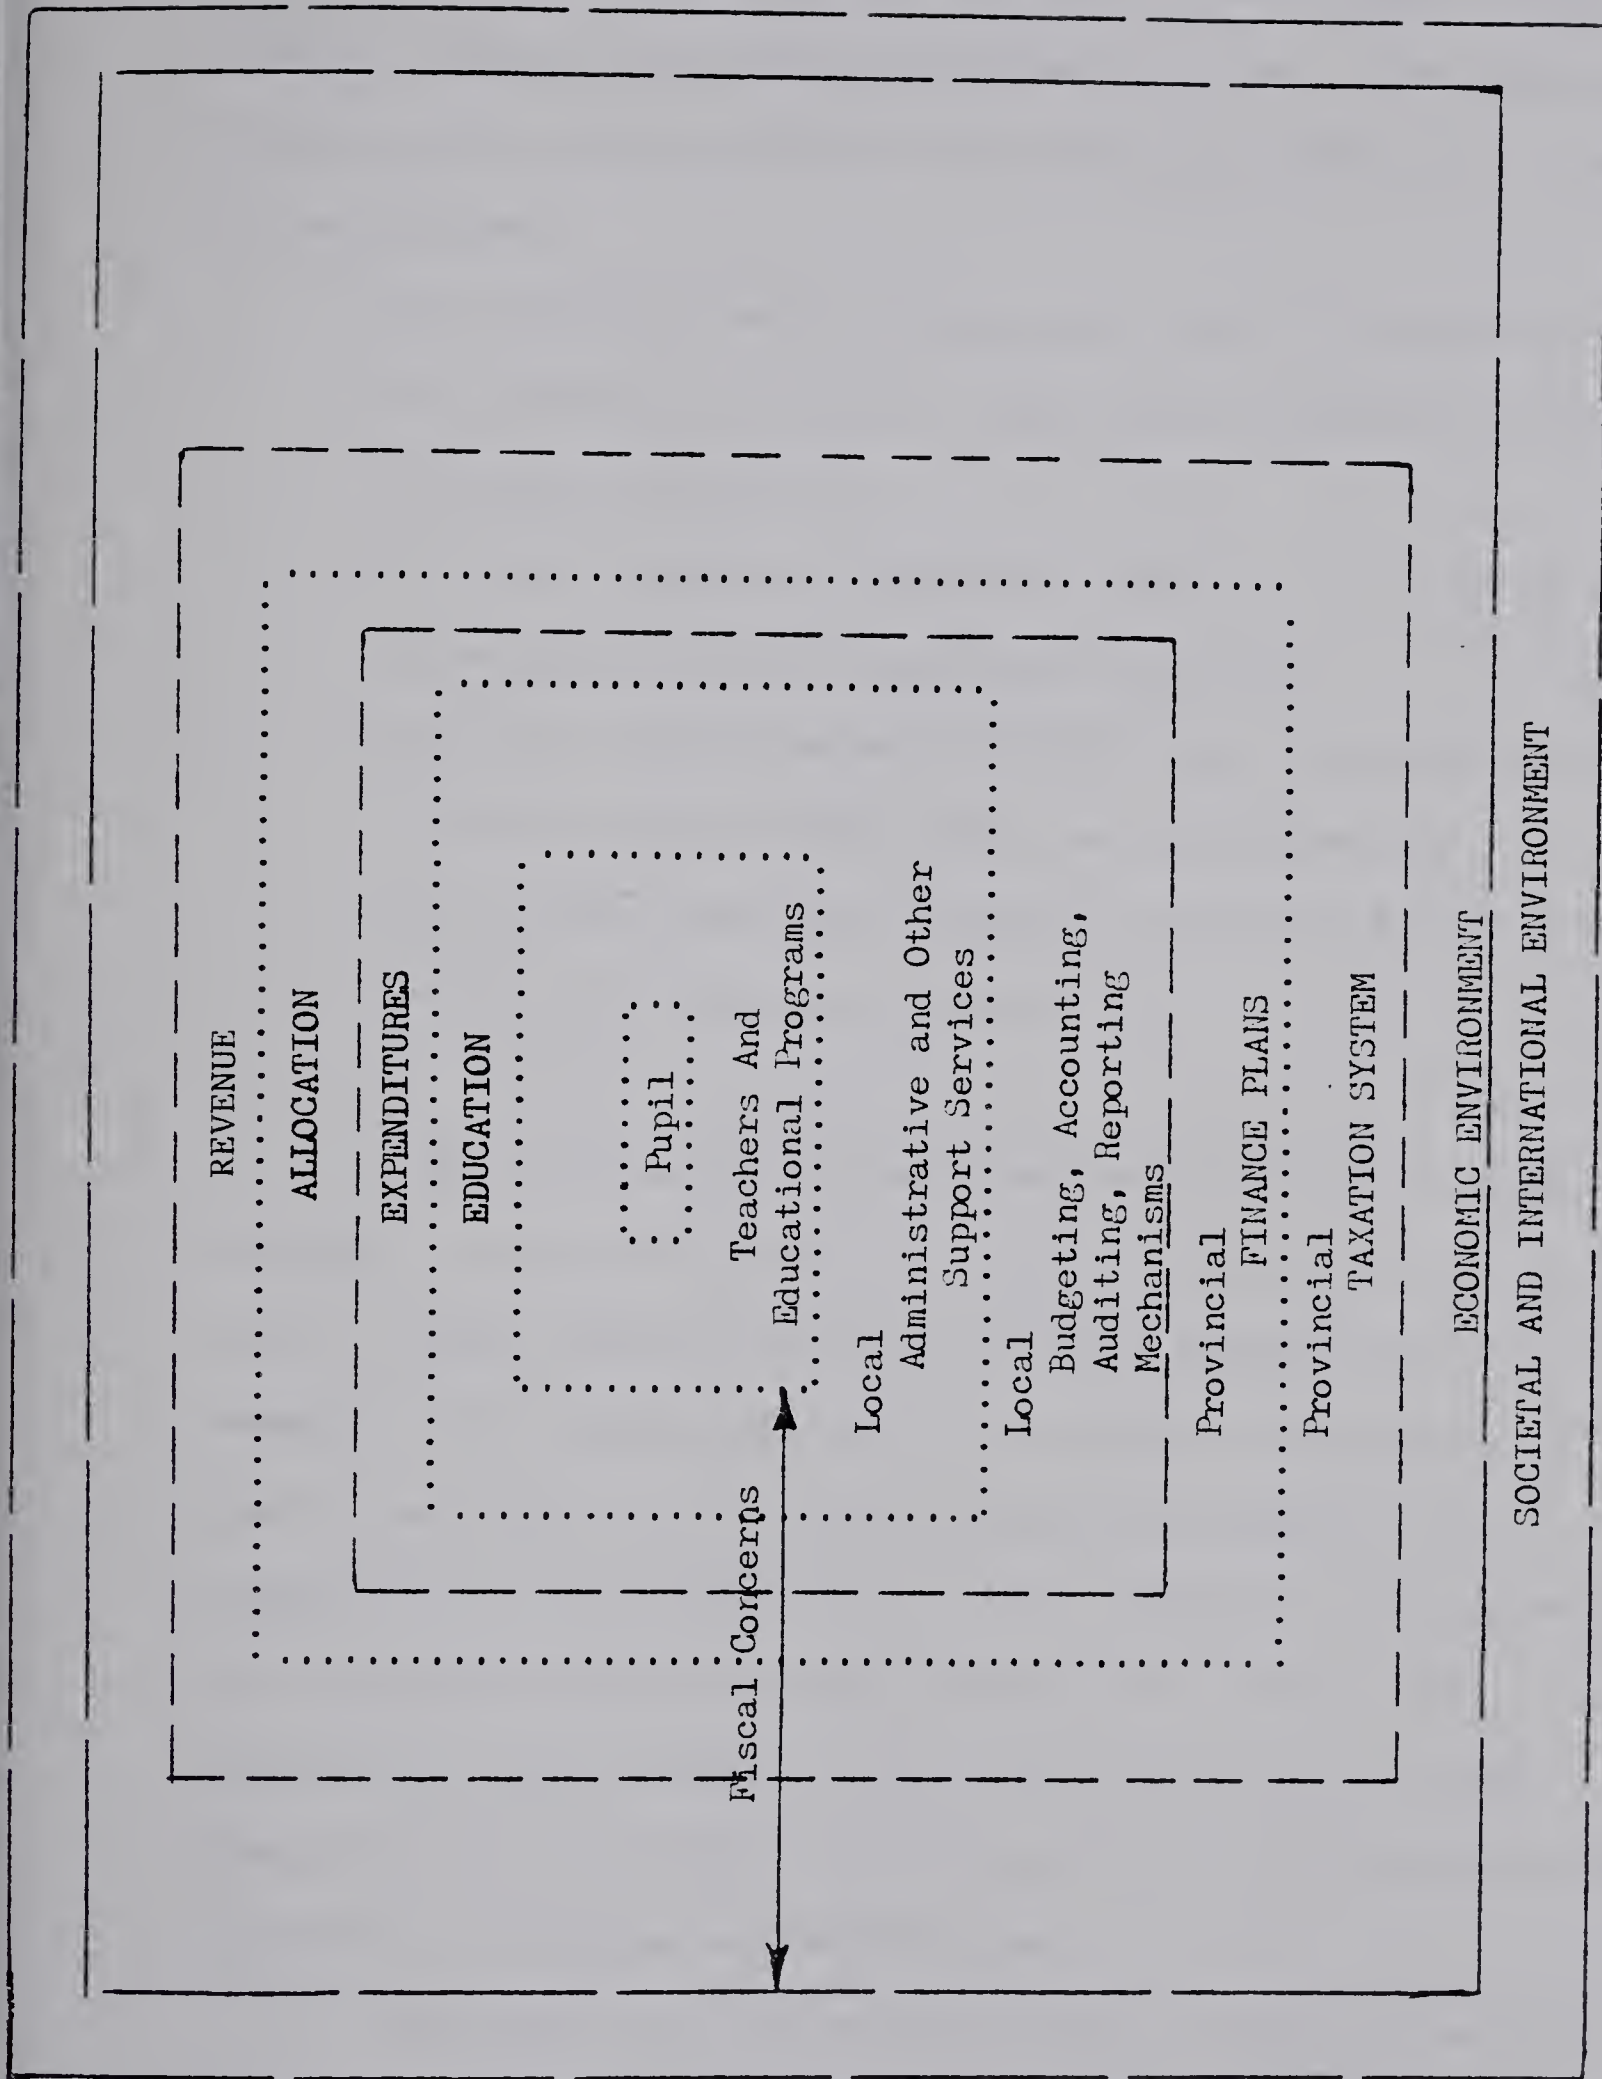 REVENUE
ALLOCATION
EXPENDITURES
EDUCATION
Pupil
Teachers And
Educational Programs
Fiscal Concerns
Local
Administrative and Other
Support Services
Local
Budgeting, Accounting,
Auditing, Reporting
Mechanisms
Provincial
FINANCE PLANS
Provincial
TAXATION SYSTEM
ECONOMIC ENVIRONMENT
SOCIETAL AND INTERNATIONAL ENVIRONMENT